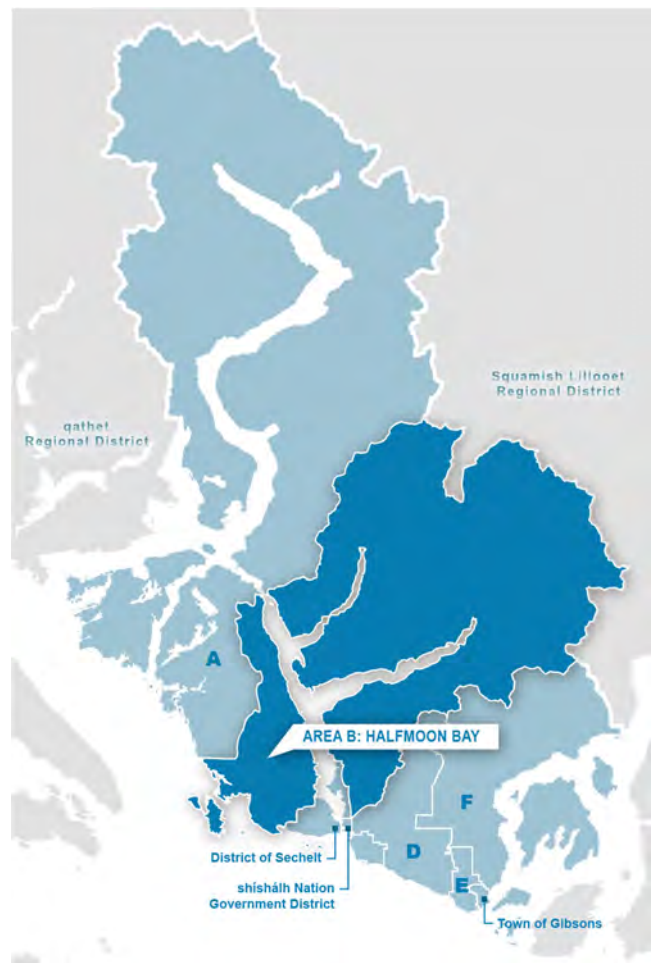 qathet
Regional District
Squamish Lillooet
Regional District
A
AREA B: HALFMOON BAY
F
D
E
District of Sechelt
shíshálh Nation
Government District
Town of Gibsons